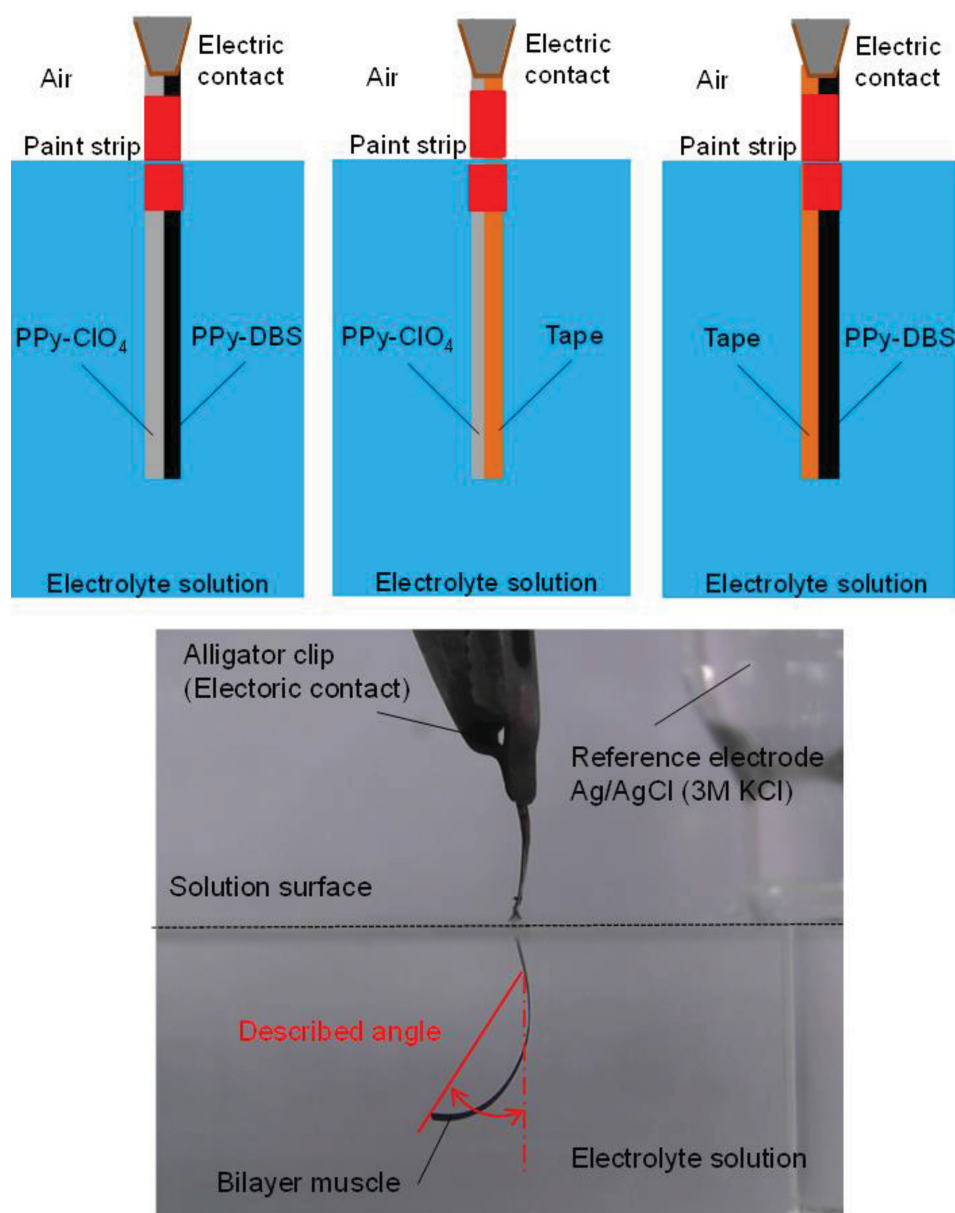 Electric
contact
Air
Paint strip
PPy-ClO₄
PPy-DBS
Electrolyte solution
Electric
contact
Air
Paint strip
PPy-ClO₄
Tape
Electrolyte solution
Electric
contact
Air
Paint strip
Tape
PPy-DBS
Electrolyte solution
Alligator clip
(Electoric contact)
Reference electrode
Ag/AgCl (3M KCl)
Solution surface
Described angle
Bilayer muscle
Electrolyte solution